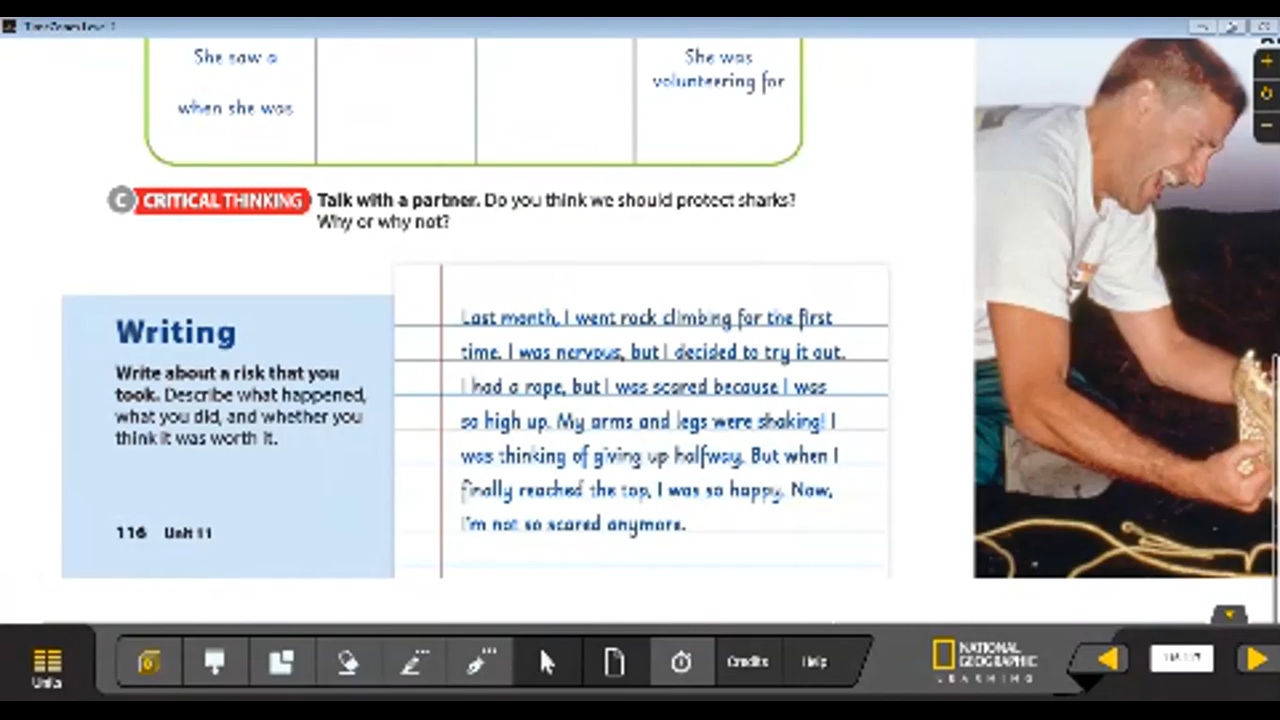 She saw a
when she was
She was
volunteering for
C CRITICAL THINKING Talk with a partner. Do you think we should protect sharks?
Why or why not?
Writing
Write about a risk that you
took. Describe what happened,
what you did, and whether you
think it was worth it.
116 Unit 11
Last month, I went rock climbing for the first
time. I was nervous, but I decided to try it out.
I had a rope, but I was scared because I was
so high up. My arms and legs were shaking! I
was thinking of giving up halfway. But when I
finally reached the top, I was so happy. Now,
I'm not so scared anymore.
Units
Credits
Help
NATIONAL
GEOGRAPHIC
LEARNING